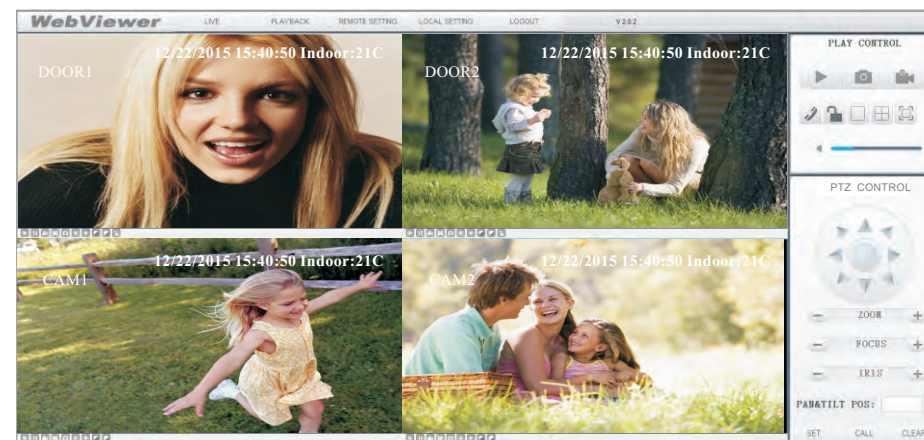 WebViewer LIVE PLAYBACK REMOTE SETTING LOCAL SETTING LOGOUT V 2.0.2
12/22/2015 15:40:50 Indoor:21C
DOOR1
12/22/2015 15:40:50 Indoor:21C
DOOR2
12/22/2015 15:40:50 Indoor:21C
CAM1
12/22/2015 15:40:50 Indoor:21C
CAM2
PLAY CONTROL
PTZ CONTROL
ZOOM
FOCUS
IRIS
PAN&TILT POS:
SET CALL CLEAR